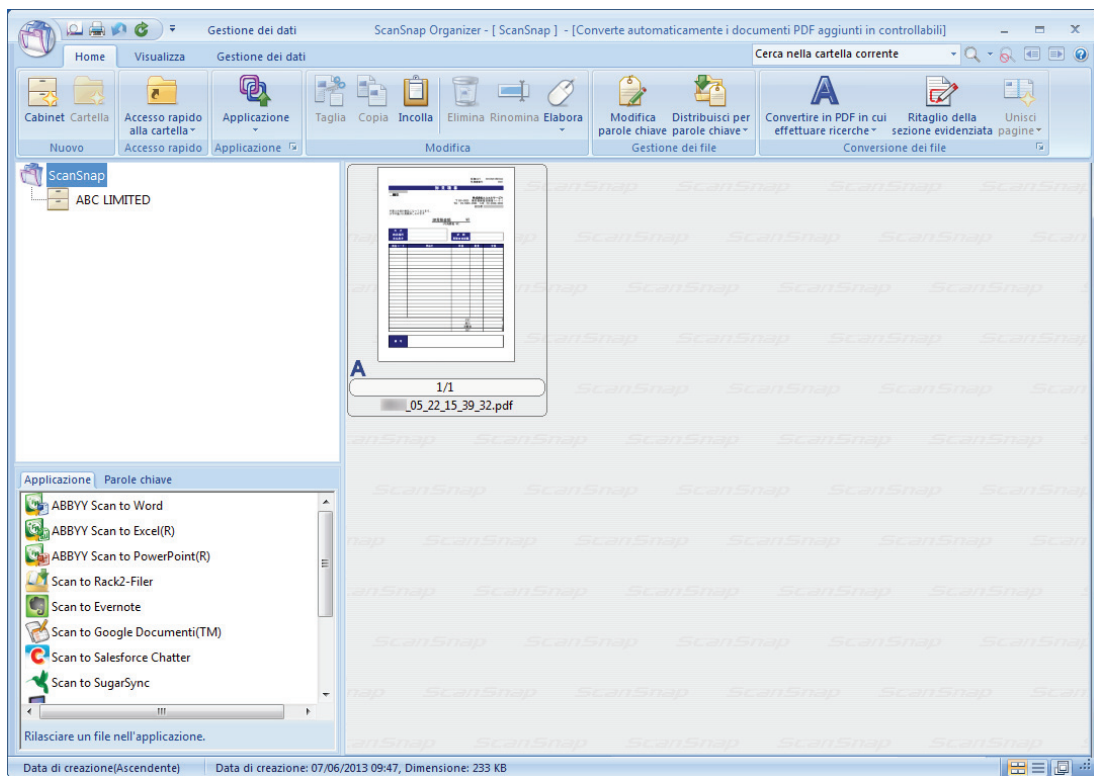 Gestione dei dati
ScanSnap Organizer - [ ScanSnap ] - [Converte automaticamente i documenti PDF aggiunti in controllabili]
Home Visualizza Gestione dei dati
Cerca nella cartella corrente
Cabinet Cartella Accesso rapido alla cartella Applicazione Taglia Copia Incolla Elimina Rinomina Elabora Modifica parole chiave Distribuisci per parole chiave Convertire in PDF in cui effettuare ricerche Ritaglio della sezione evidenziata Unisci pagine
Nuovo Accesso rapido Applicazione Modifica Gestione dei file Conversione dei file
ScanSnap
ABC LIMITED
A
1/1
_05_22_15_39_32.pdf
Applicazione Parole chiave
ABBYY Scan to Word
ABBYY Scan to Excel(R)
ABBYY Scan to PowerPoint(R)
Scan to Rack2-Filer
Scan to Evernote
Scan to Google Documenti(TM)
Scan to Salesforce Chatter
Scan to SugarSync
Rilasciare un file nell'applicazione.
Data di creazione(Ascendente) Data di creazione: 07/06/2013 09:47, Dimensione: 233 KB